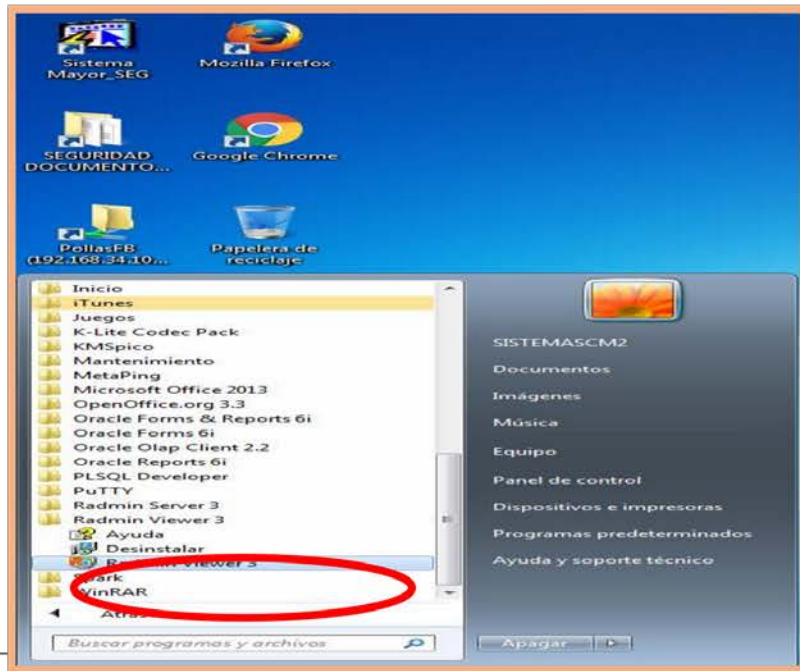 Sistema
Mayor_SEG
Mozilla Firefox
SEGURIDAD
DOCUMENTO...
Google Chrome
PollasFB
(192.168.34.10...
Papelera de
reciclaje
Inicio
iTunes
Juegos
K-Lite Codec Pack
KMSpico
Mantenimiento
MetaPing
Microsoft Office 2013
OpenOffice.org 3.3
Oracle Forms & Reports 6i
Oracle Forms 6i
Oracle Olap Client 2.2
Oracle Reports 6i
PLSQL Developer
PuTTY
Radmin Server 3
Radmin Viewer 3
Ayuda
Desinstalar
Radmin Viewer 3
Spark
WinRAR
Atrás
Buscar programas y archivos
SISTEMASCM2
Documentos
Imágenes
Música
Equipo
Panel de control
Dispositivos e impresoras
Programas predeterminados
Ayuda y soporte técnico
Apagar